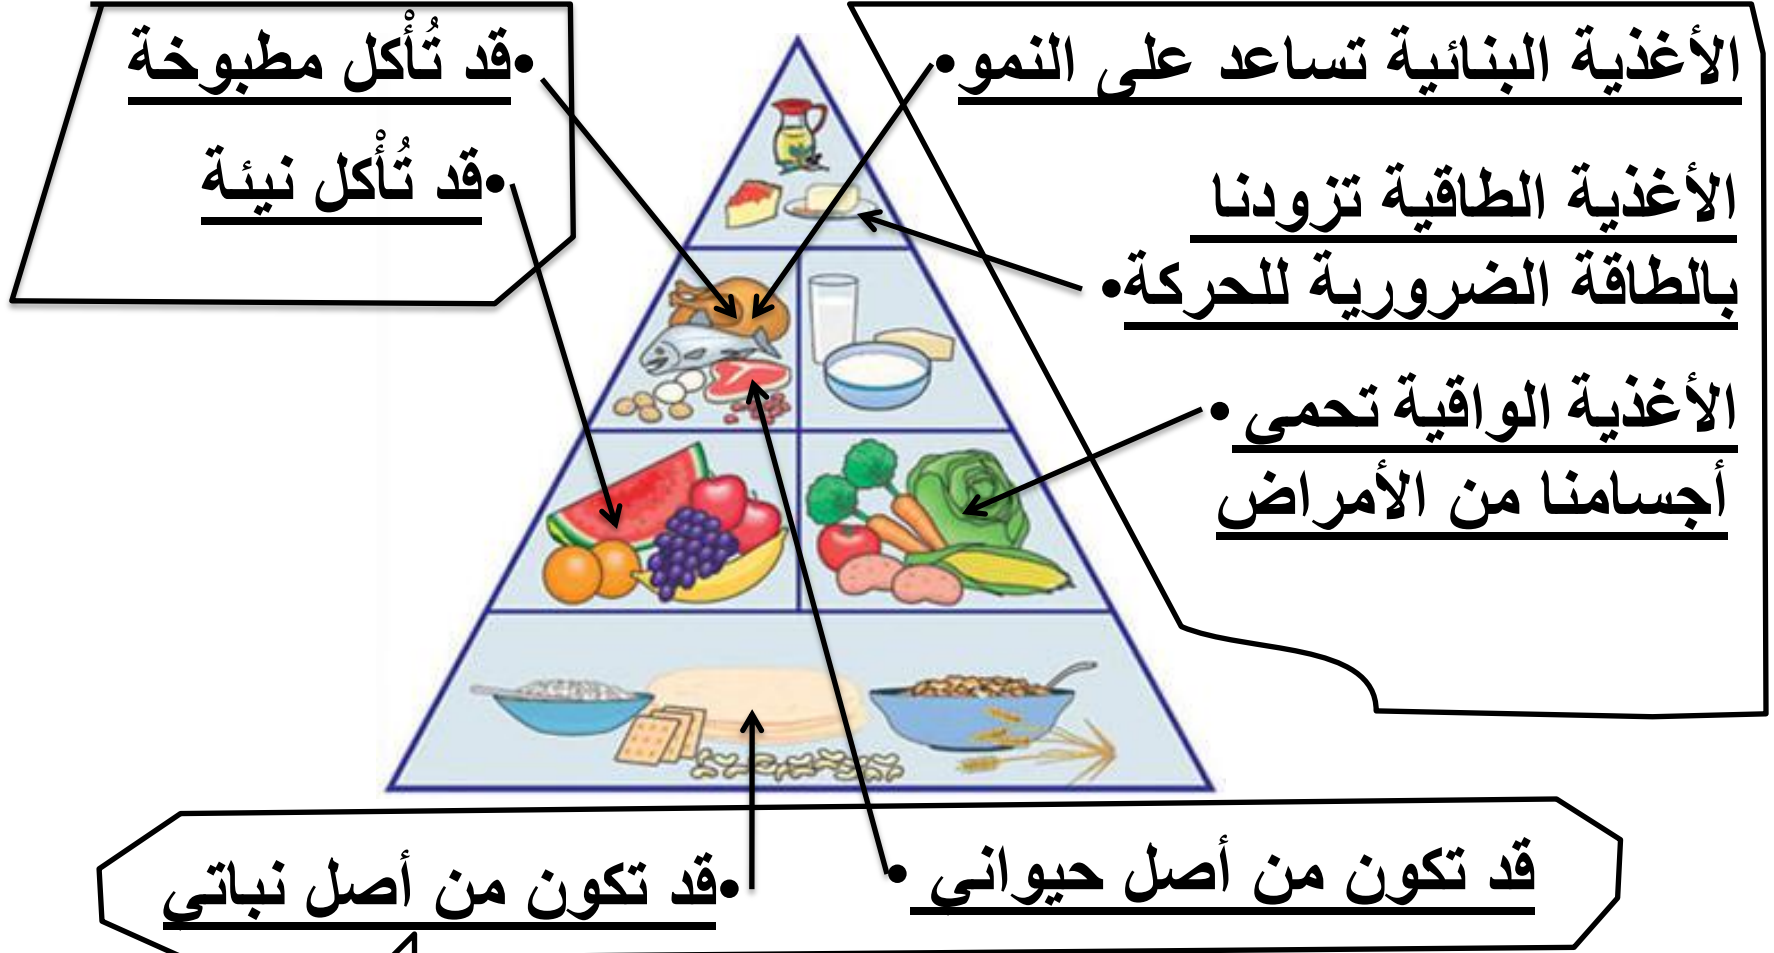 الأغذية البنائية تساعد على النمو•
الأغذية الطاقية تزودنا
بالطاقة الضرورية للحركة•
الأغذية الواقية تحمي•
أجسامنا من الأمراض
•قد تُأْكل مطبوخة
•قد تُأْكل نيئة
قد تكون من أصل حيواني•
•قد تكون من أصل نباتي